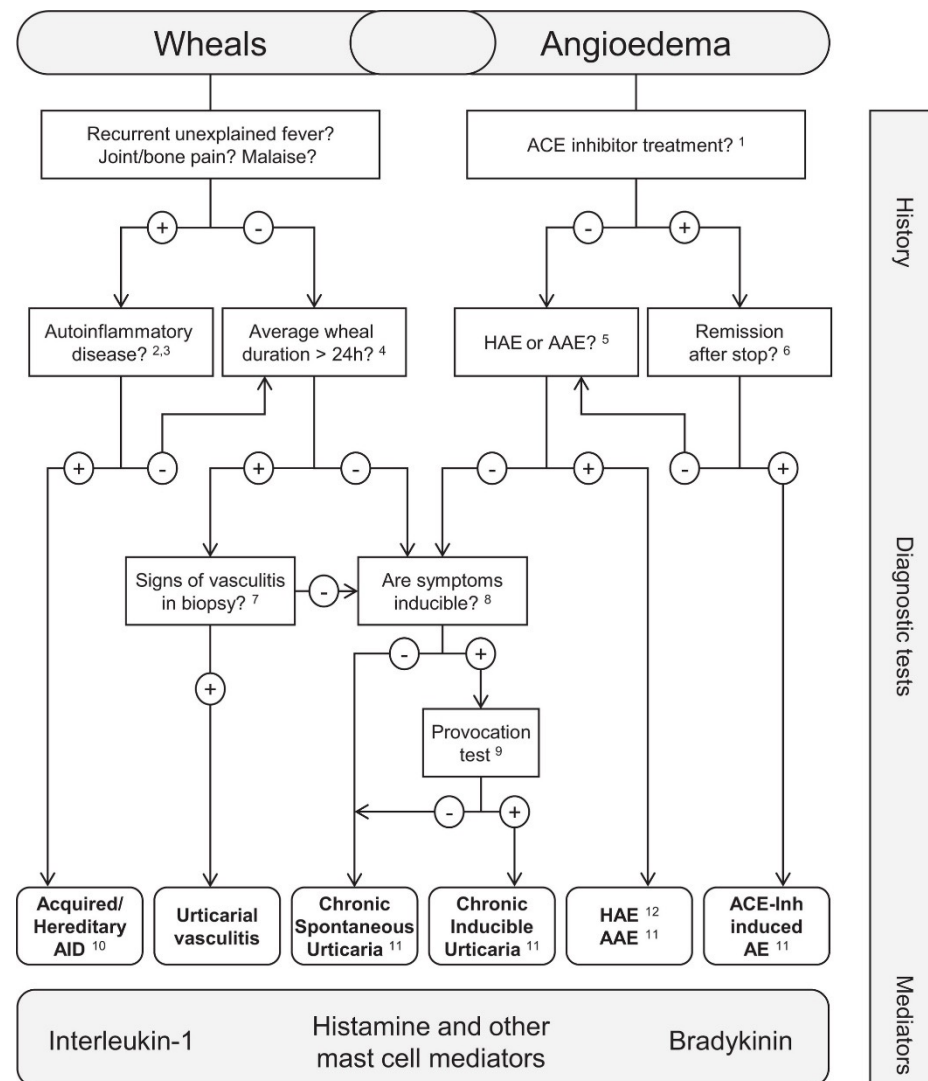 Wheals
Angioedema
Recurrent unexplained fever?
Joint/bone pain? Malaise?
ACE inhibitor treatment? 1
+
-
-
+
History
Autoinflammatory
disease? 2,3
Average wheal
duration > 24h? 4
HAE or AAE? 5
Remission
after stop? 6
+
-
+
-
-
+
-
+
Signs of vasculitis
in biopsy? 7
-
Are symptoms
inducible? 8
Diagnostic tests
-
+
+
Provocation
test 9
-
+
Acquired/
Hereditary
AID 10
Urticarial
vasculitis
Chronic
Spontaneous
Urticaria 11
Chronic
Inducible
Urticaria 11
HAE 12
AAE 11
ACE-Inh
induced
AE 11
Interleukin-1
Histamine and other
mast cell mediators
Bradykinin
Mediators